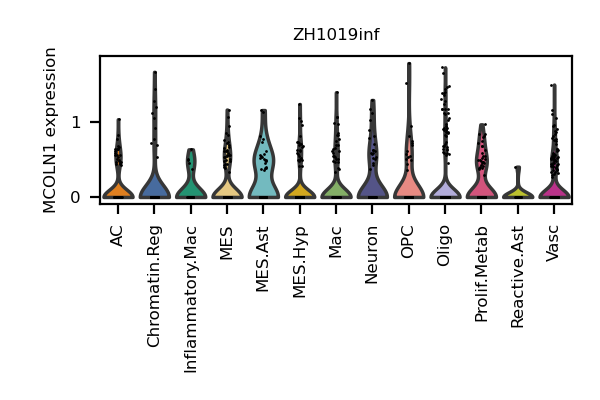 ZH1019inf
MCOLN1 expression
1
0
AC
Chromatin.Reg
Inflammatory.Mac
MES
MES.Ast
MES.Hyp
Mac
Neuron
OPC
Oligo
Prolif.Metab
Reactive.Ast
Vasc